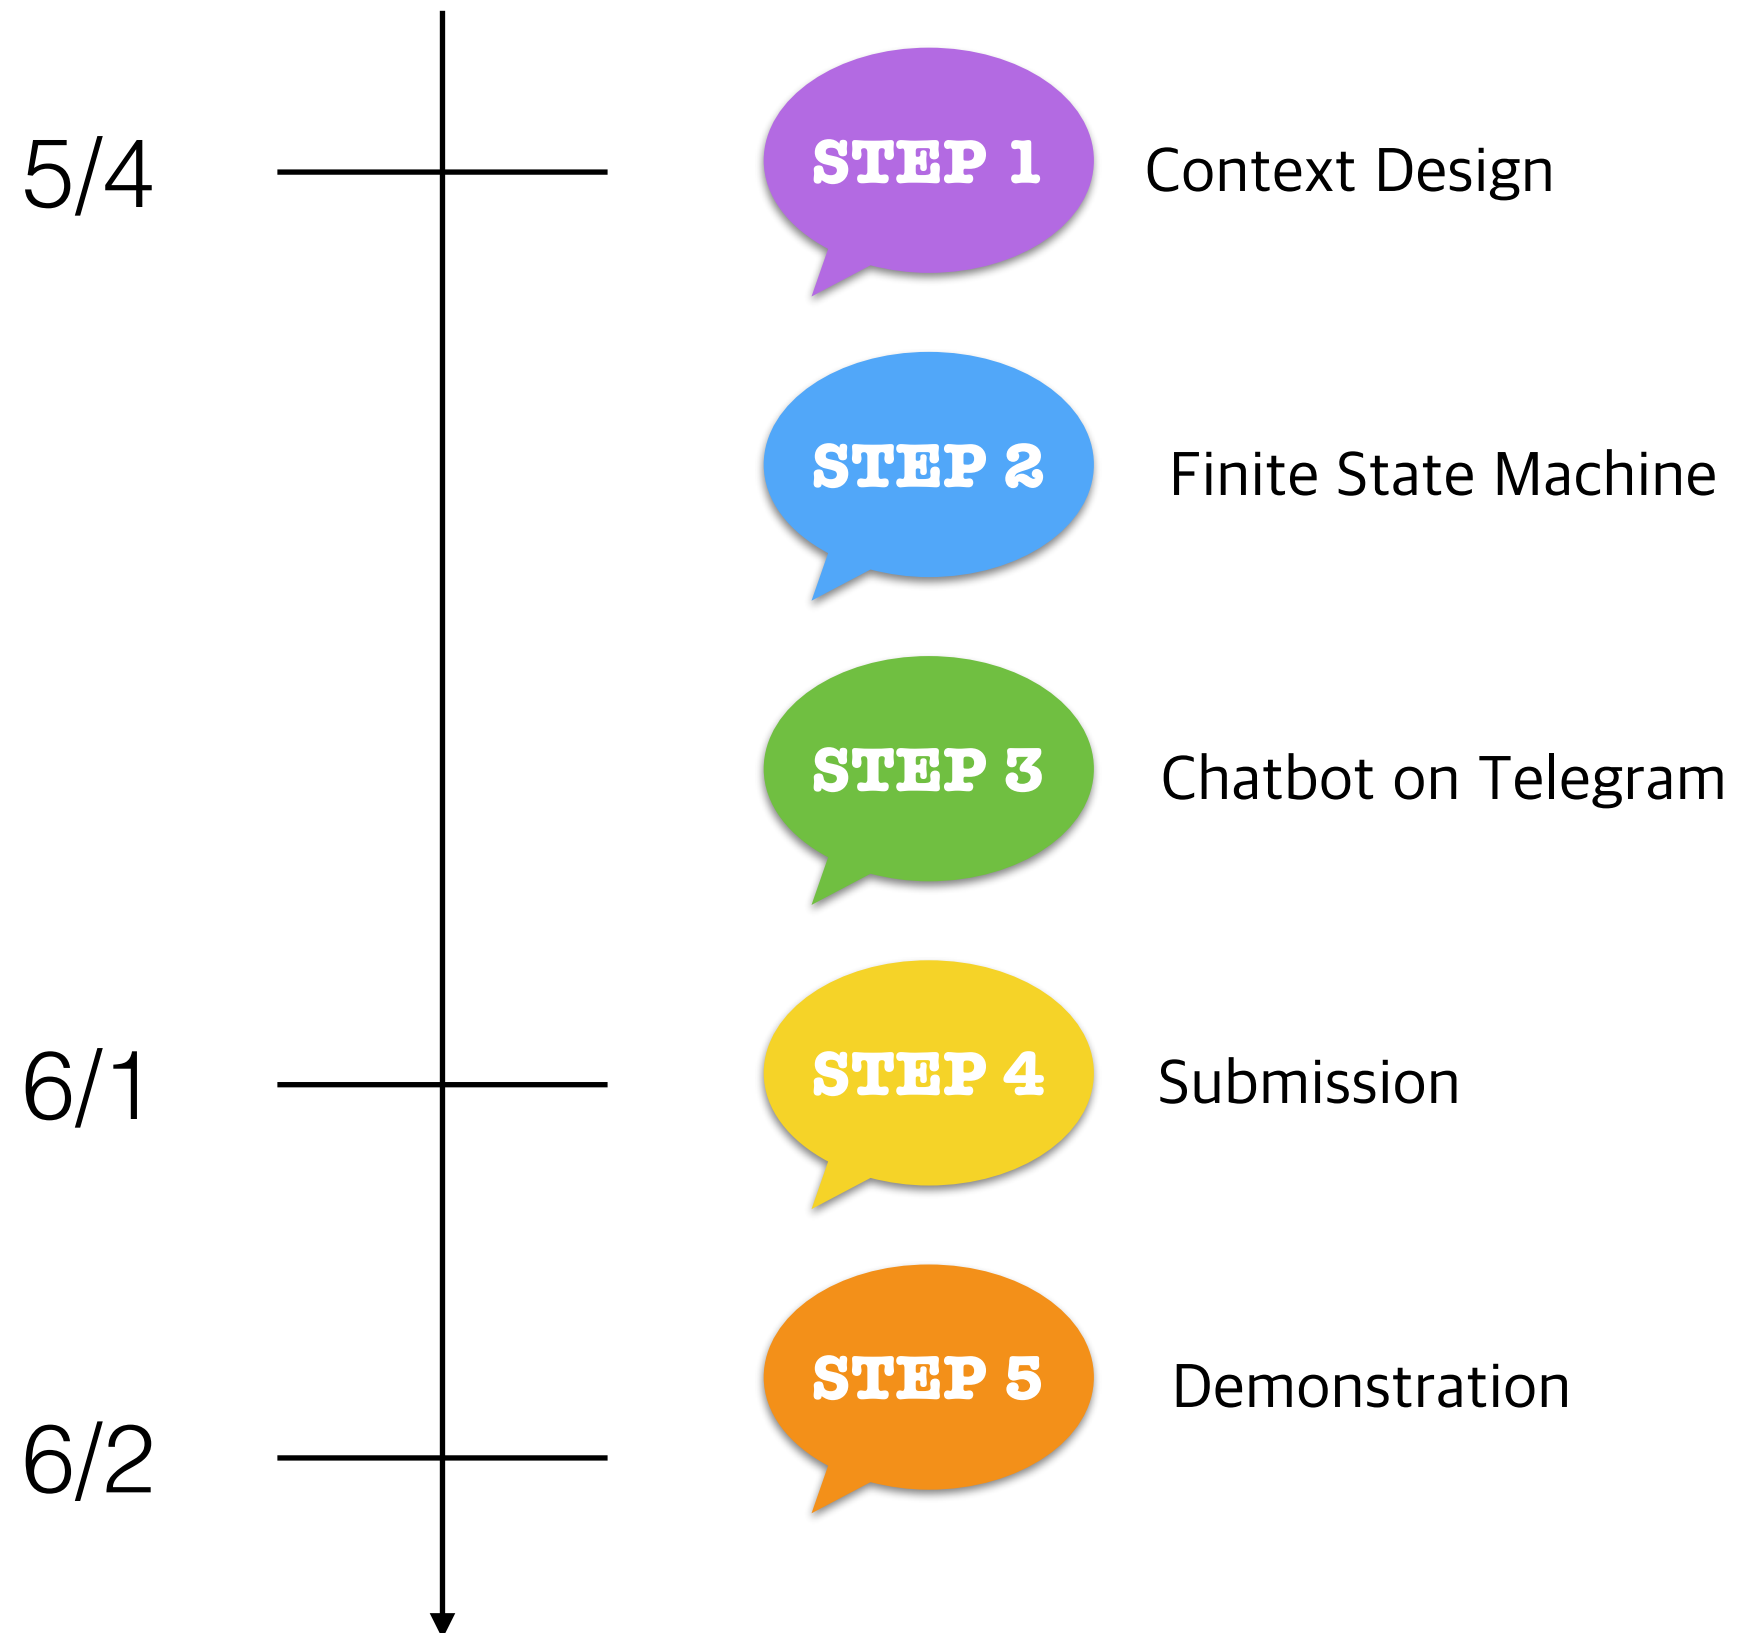 5/4
STEP 1
Context Design
STEP 2
Finite State Machine
STEP 3
Chatbot on Telegram
6/1
STEP 4
Submission
STEP 5
Demonstration
6/2